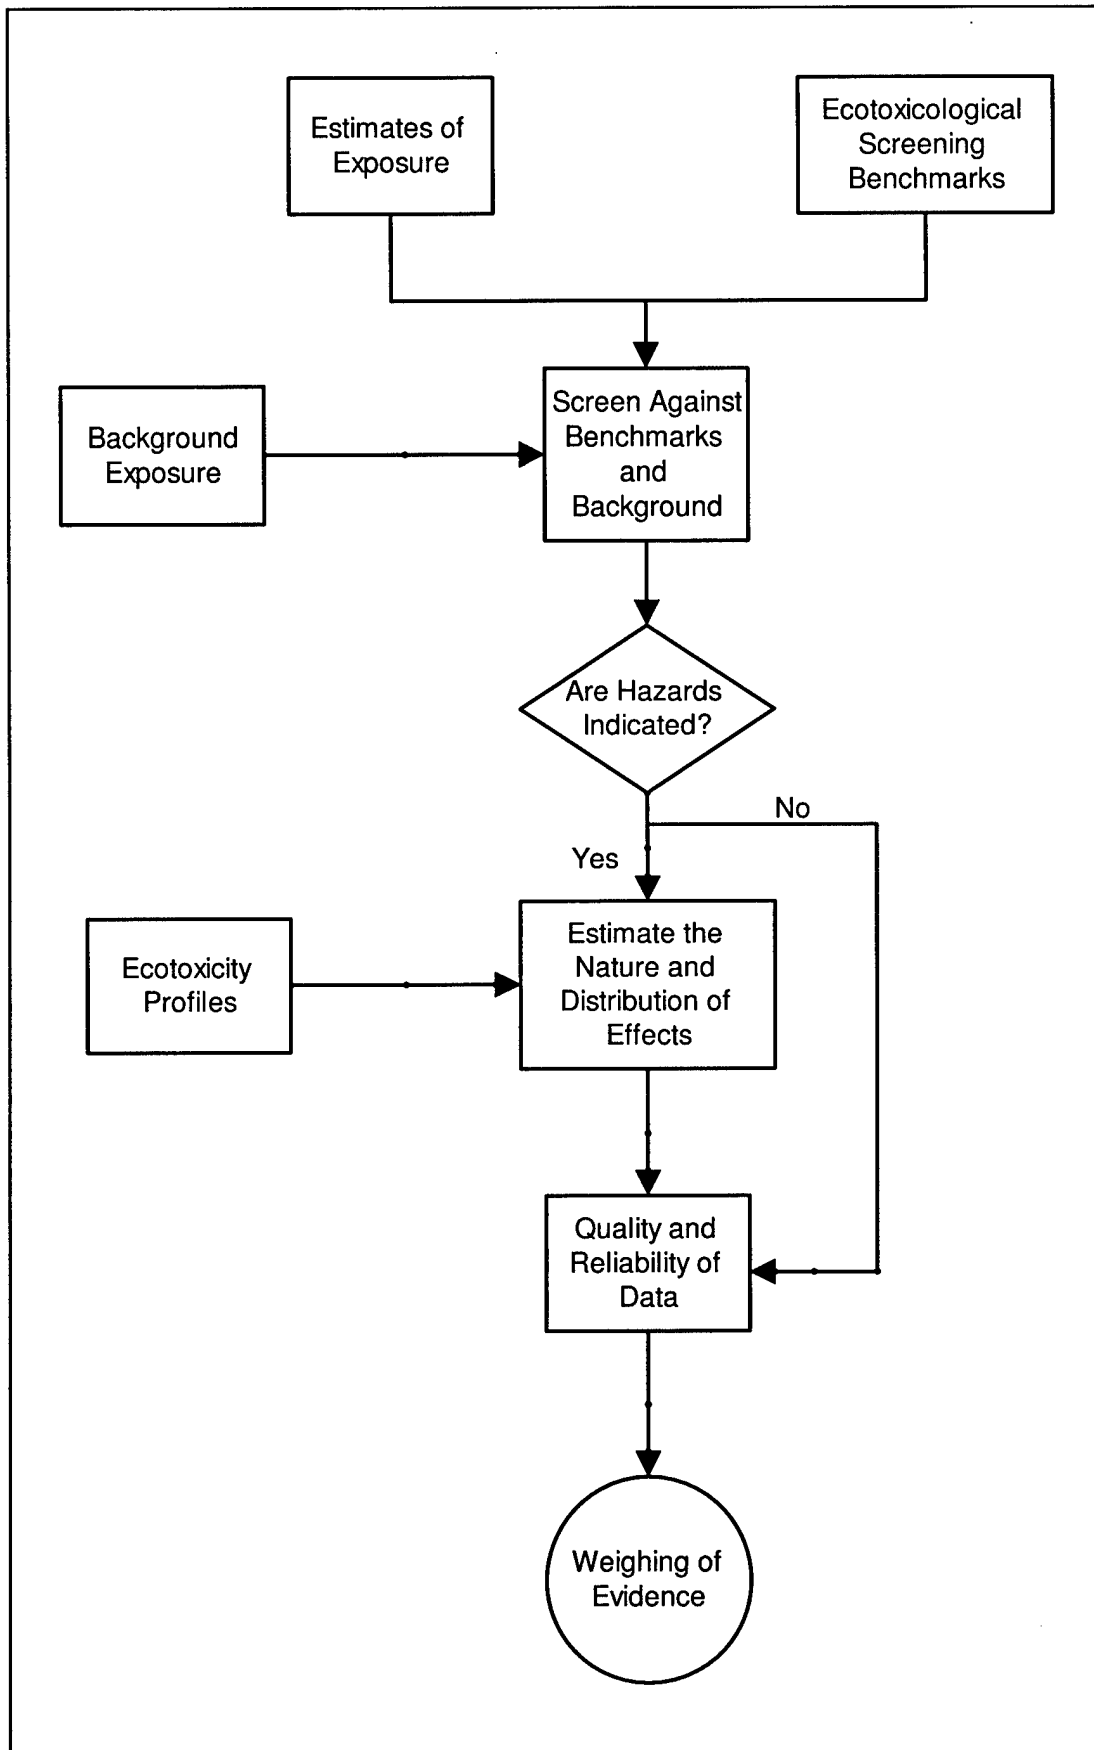 Estimates of
Exposure
Ecotoxicological
Screening
Benchmarks
Background
Exposure
Screen Against
Benchmarks
and
Background
Are Hazards
Indicated?
No
Yes
Ecotoxicity
Profiles
Estimate the
Nature and
Distribution of
Effects
Quality and
Reliability of
Data
Weighing of
Evidence